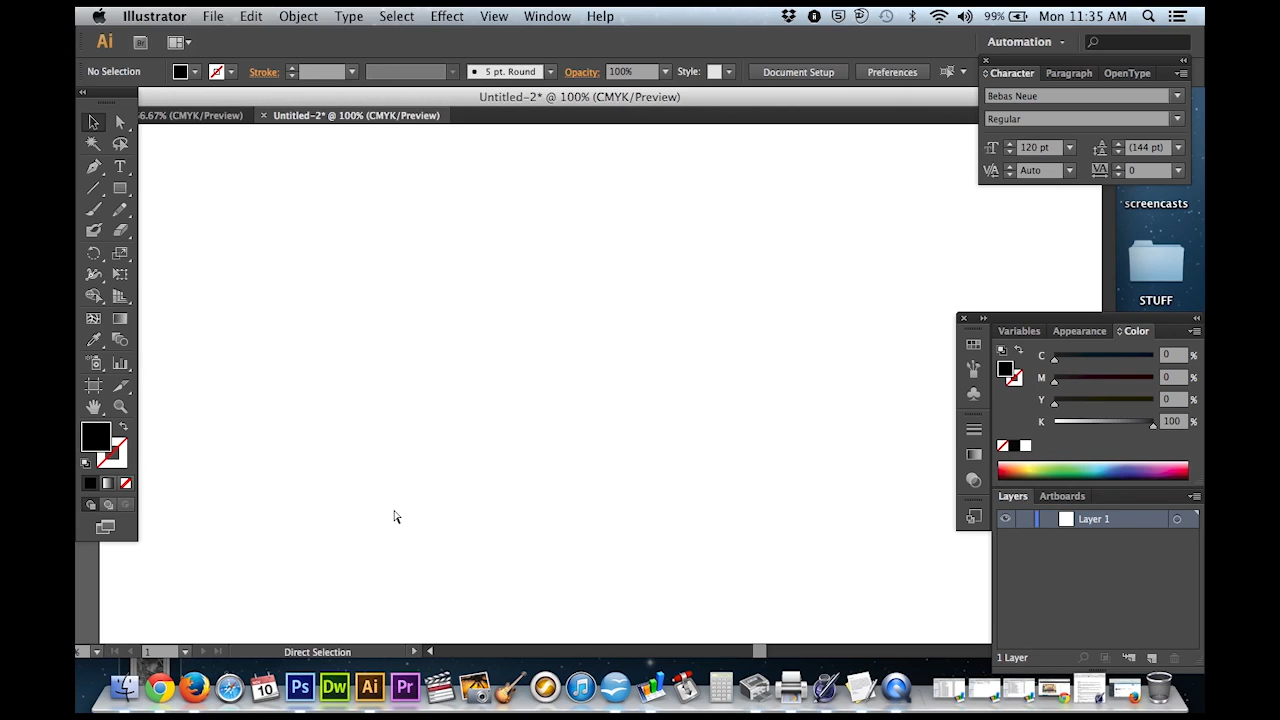 Illustrator File Edit Object Type Select Effect View Window Help 99% Mon 11:35 AM
Ai Br Automation
No Selection Stroke: 5 pt. Round Opacity: 100% Style: Document Setup Preferences
Character Paragraph OpenType
Untitled-2* @ 100% (CMYK/Preview)
Bebas Neue
6.67% (CMYK/Preview) × Untitled-2* @ 100% (CMYK/Preview)
Regular
120 pt (144 pt)
Auto 0
screencasts
STUFF
Variables Appearance Color
C 0 %
M 0 %
Y 0 %
K 100 %
Layers Artboards
Layer 1
% 1 Direct Selection
1 Layer
10 Ps Dw Ai Pr